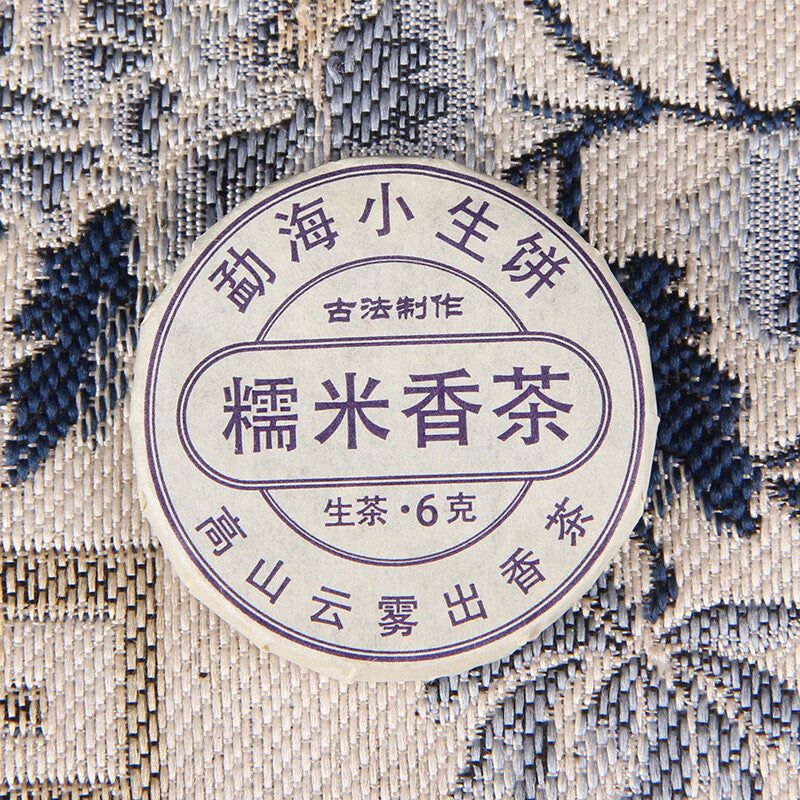 勐海小生饼
古法制作
糯米香茶
生茶·6克
高山云雾出香茶